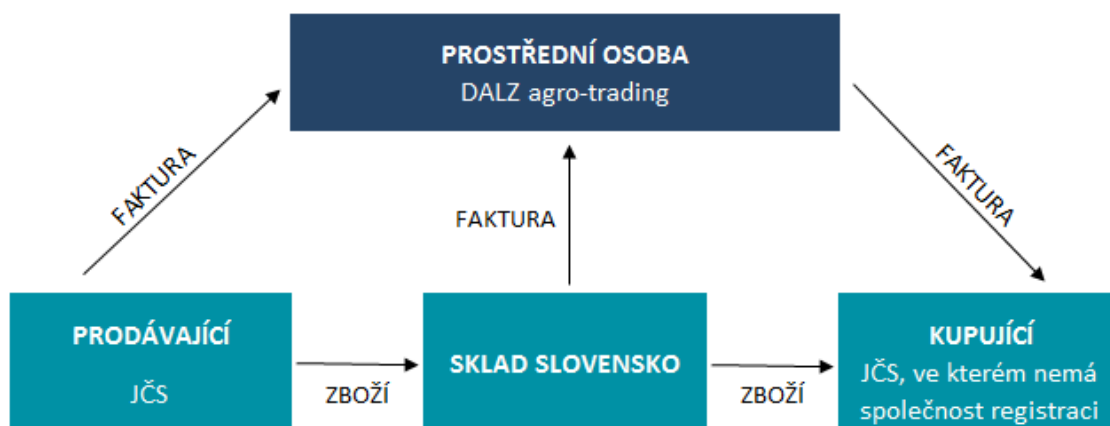 PROSTŘEDNÍ OSOBA
DALZ agro-trading
FAKTURA
FAKTURA
FAKTURA
PRODÁVAJÍCÍ
JČS
ZBOŽÍ
SKLAD SLOVENSKO
ZBOŽÍ
KUPUJÍCÍ
JČS, ve kterém nemá
společnost registraci